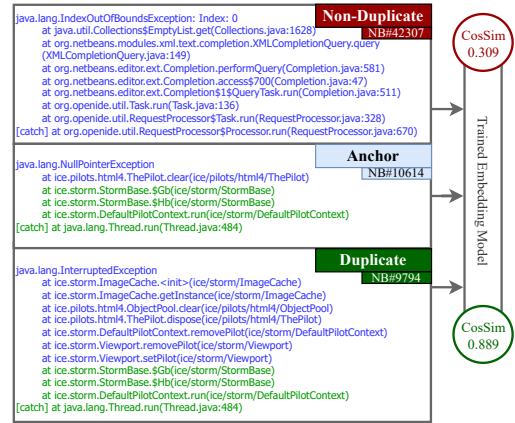 Non-Duplicate
NB#42307
java.lang.IndexOutOfBoundsException: Index: 0
at java.util.Collections$EmptyList.get(Collections.java:1628)
at org.netbeans.modules.xml.text.completion.XMLCompletionQuery.query
(XMLCompletionQuery.java:149)
at org.netbeans.editor.ext.Completion.performQuery(Completion.java:581)
at org.netbeans.editor.ext.Completion.access$700(Completion.java:47)
at org.netbeans.editor.ext.Completion$1$QueryTask.run(Completion.java:511)
at org.openide.util.Task.run(Task.java:136)
at org.openide.util.RequestProcessor$Task.run(RequestProcessor.java:328)
[catch] at org.openide.util.RequestProcessor$Processor.run(RequestProcessor.java:670)
Anchor
NB#10614
java.lang.NullPointerException
at ice.pilots.html4.ThePilot.clear(ice/pilots/html4/ThePilot)
at ice.storm.StormBase.$Gb(ice/storm/StormBase)
at ice.storm.StormBase.$Hb(ice/storm/StormBase)
at ice.storm.DefaultPilotContext.run(ice/storm/DefaultPilotContext)
[catch] at java.lang.Thread.run(Thread.java:484)
Duplicate
NB#9794
java.lang.InterruptedException
at ice.storm.ImageCache.<init>(ice/storm/ImageCache)
at ice.storm.ImageCache.getInstance(ice/storm/ImageCache)
at ice.pilots.html4.ObjectPool.clear(ice/pilots/html4/ObjectPool)
at ice.pilots.html4.ThePilot.dispose(ice/pilots/html4/ThePilot)
at ice.storm.DefaultPilotContext.removePilot(ice/storm/DefaultPilotContext)
at ice.storm.Viewport.removePilot(ice/storm/Viewport)
at ice.storm.Viewport.setPilot(ice/storm/Viewport)
at ice.storm.StormBase.$Gb(ice/storm/StormBase)
at ice.storm.StormBase.$Hb(ice/storm/StormBase)
at ice.storm.DefaultPilotContext.run(ice/storm/DefaultPilotContext)
[catch] at java.lang.Thread.run(Thread.java:484)
CosSim
0.309
Trained Embedding Model
CosSim
0.889